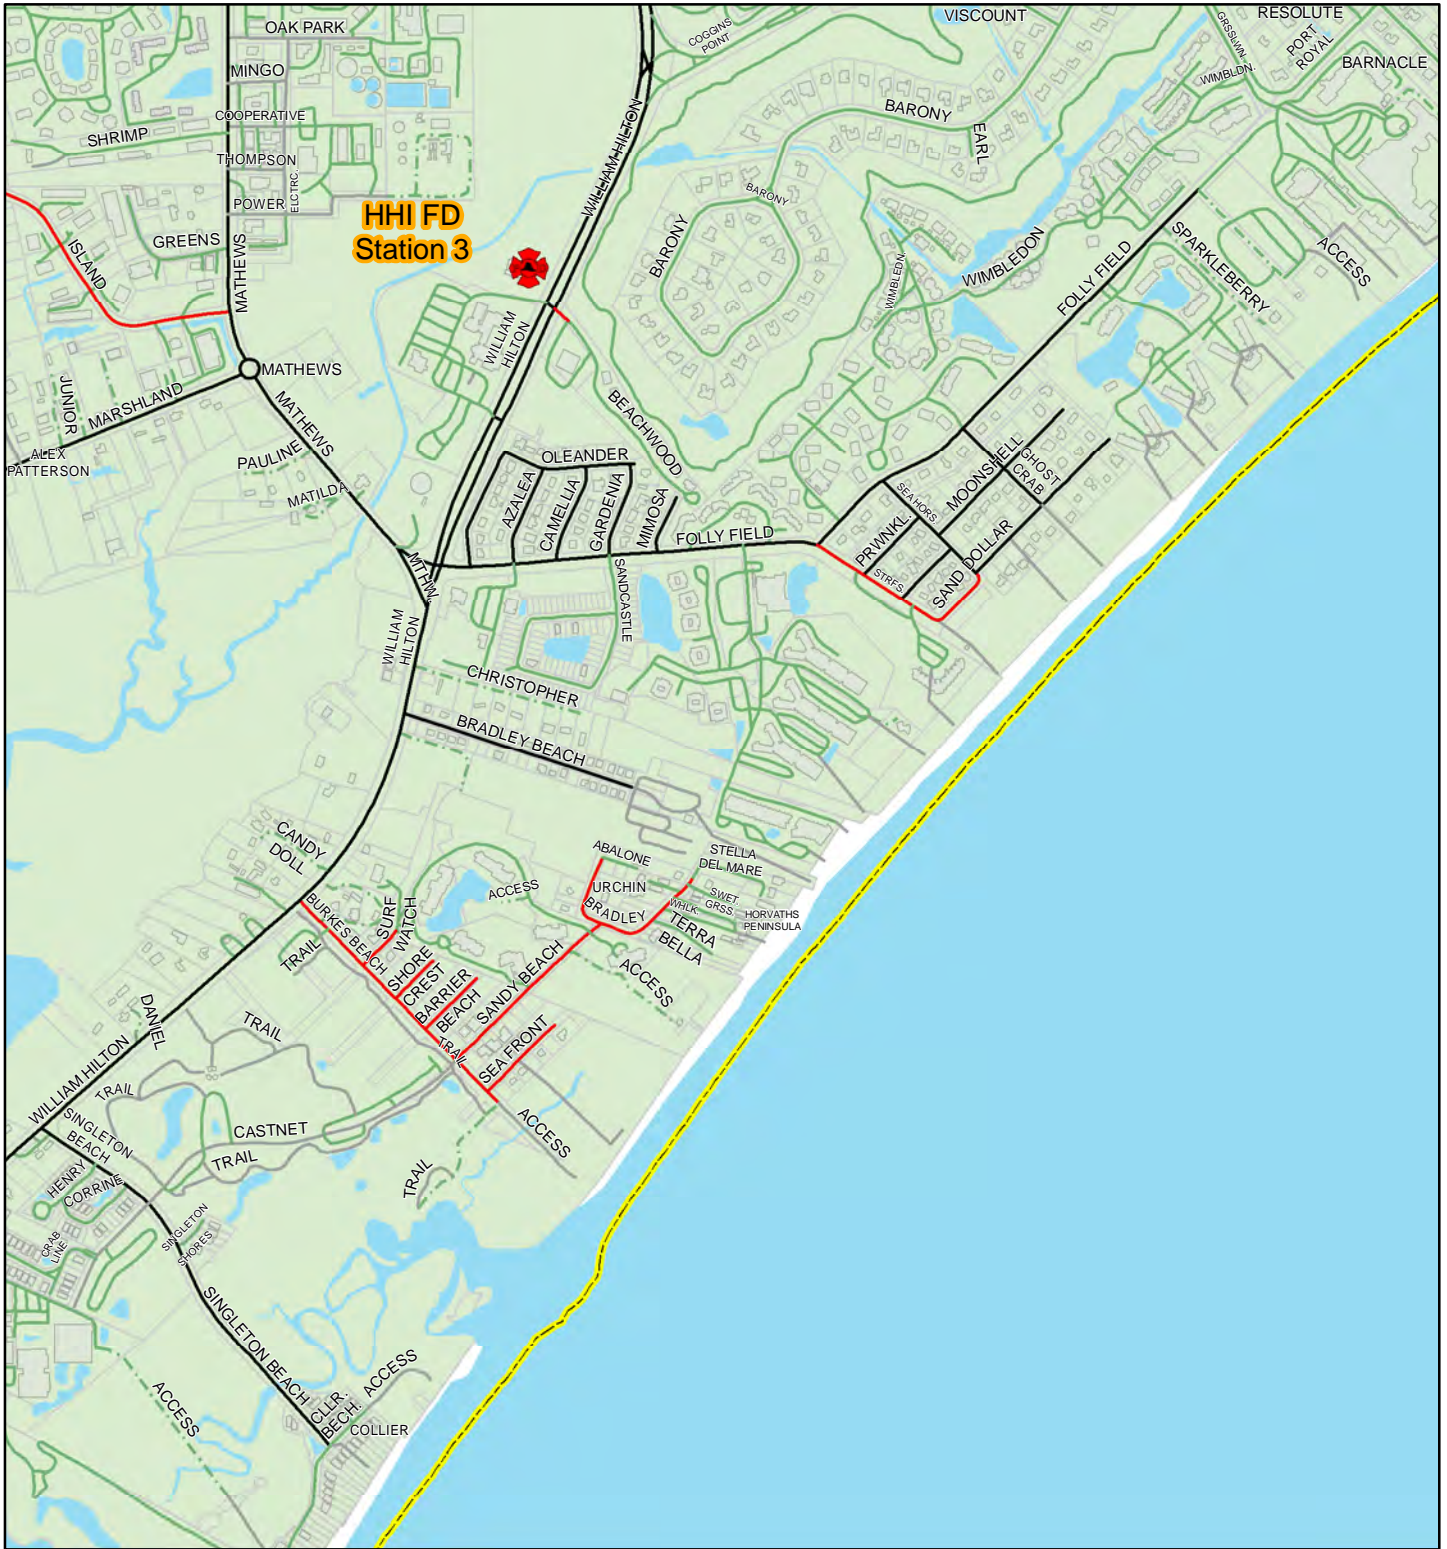 OAK PARK
COGGINS
POINT
VISCOUNT
RESOLUTE
GRSSLWN.
PORT
ROYAL
BARNACLE
WIMBLDN.
MINGO
COOPERATIVE
SHRIMP
THOMPSON
ELCTRC.
POWER
GREENS
ISLAND
MATHEWS
HHI FD
Station 3
WILLIAM HILTON
BARONY
EARL
BARONY
BARONY
WIMBLEDON
WIMBLEDN.
FOLLY FIELD
SPARKLEBERRY
ACCESS
WILLIAM
HILTON
MATHEWS
JUNIOR
MARSHLAND
MATHEWS
ALEX
PATTERSON
PAULINE
MATILDA
BEACHWOOD
OLEANDER
AZALEA
CAMELLIA
GARDENIA
MIMOSA
FOLLY FIELD
SEA HORS.
MOONSHELL
GHOST
CRAB
PRWNKL.
STRFS.
SAND DOLLAR
MTHW.
SANDCASTLE
WILLIAM
HILTON
CHRISTOPHER
BRADLEY BEACH
CANDY
DOLL
ABALONE
STELLA
DEL MARE
URCHIN
ACCESS
SWET.
GRSS.
WHLK.
HORVATHS
PENINSULA
BRADLEY
TERRA
BELLA
BURKES BEACH
SURF
WATCH
TRAIL
SHORE
CREST
BARRIER
BEACH
SANDY BEACH
ACCESS
SEA FRONT
TRAIL
DANIEL
TRAIL
WILLIAM HILTON
TRAIL
SINGLETON
BEACH
CASTNET
TRAIL
ACCESS
TRAIL
HENRY
CORRINE
CRAB
LINE
SINGLETON
SHORES
SINGLETON BEACH
ACCESS
CLLR.
BECH.
ACCESS
COLLIER